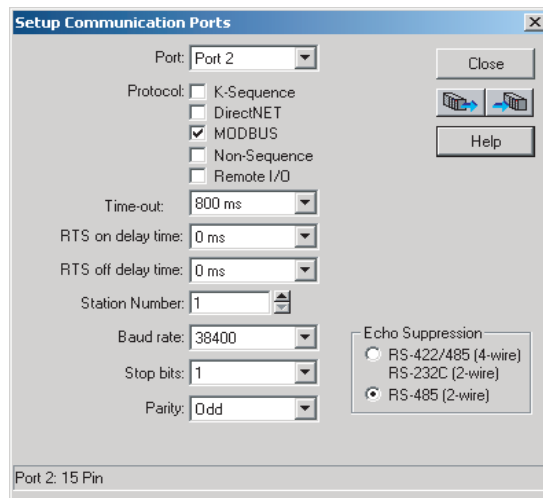 Setup Communication Ports
Port: Port 2
Close
Protocol: K-Sequence
DirectNET
MODBUS
Non-Sequence
Remote I/O
Help
Time-out: 800 ms
RTS on delay time: 0 ms
RTS off delay time: 0 ms
Station Number: 1
Baud rate: 38400
Stop bits: 1
Parity: Odd
Echo Suppression
RS-422/485 (4-wire)
RS-232C (2-wire)
RS-485 (2-wire)
Port 2: 15 Pin